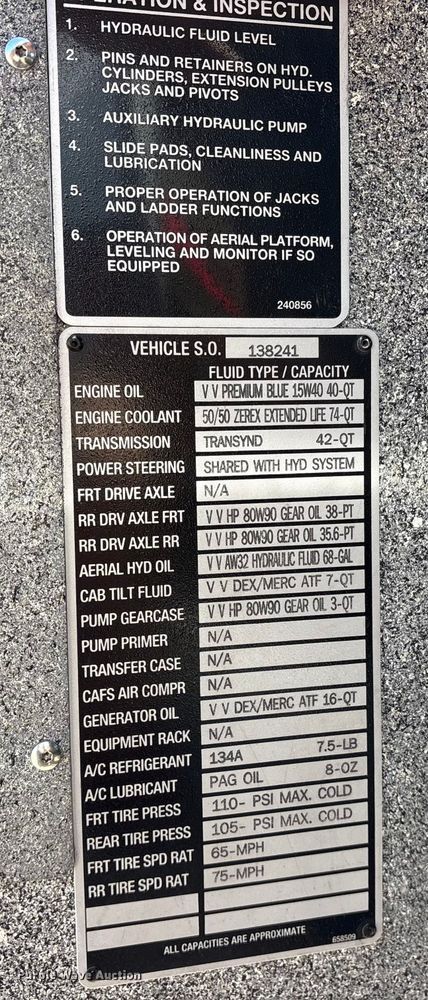 OPERATION & INSPECTION
1. HYDRAULIC FLUID LEVEL
2. PINS AND RETAINERS ON HYD.
CYLINDERS, EXTENSION PULLEYS
JACKS AND PIVOTS
3. AUXILIARY HYDRAULIC PUMP
4. SLIDE PADS, CLEANLINESS AND
LUBRICATION
5. PROPER OPERATION OF JACKS
AND LADDER FUNCTIONS
6. OPERATION OF AERIAL PLATFORM,
LEVELING AND MONITOR IF SO
EQUIPPED
240856
VEHICLE S.O. 138241
FLUID TYPE / CAPACITY
ENGINE OIL V V PREMIUM BLUE 15W40 40-QT
ENGINE COOLANT 50/50 ZEREX EXTENDED LIFE 74-QT
TRANSMISSION TRANSYND 42-QT
POWER STEERING SHARED WITH HYD SYSTEM
FRT DRIVE AXLE N/A
RR DRV AXLE FRT V V HP 80W90 GEAR OIL 38-PT
RR DRV AXLE RR V V HP 80W90 GEAR OIL 35.6-PT
AERIAL HYD OIL V V AW32 HYDRAULIC FLUID 68-GAL
CAB TILT FLUID V V DEX/MERC ATF 7-QT
PUMP GEARCASE V V HP 80W90 GEAR OIL 3-QT
PUMP PRIMER N/A
TRANSFER CASE N/A
CAFS AIR COMPR N/A
GENERATOR OIL V V DEX/MERC ATF 16-QT
EQUIPMENT RACK N/A
A/C REFRIGERANT 134A 7.5-LB
A/C LUBRICANT PAG OIL 8-OZ
FRT TIRE PRESS 110- PSI MAX. COLD
REAR TIRE PRESS 105- PSI MAX. COLD
FRT TIRE SPD RAT 65-MPH
RR TIRE SPD RAT 75-MPH
ALL CAPACITIES ARE APPROXIMATE 658509
Purple Wave Auction